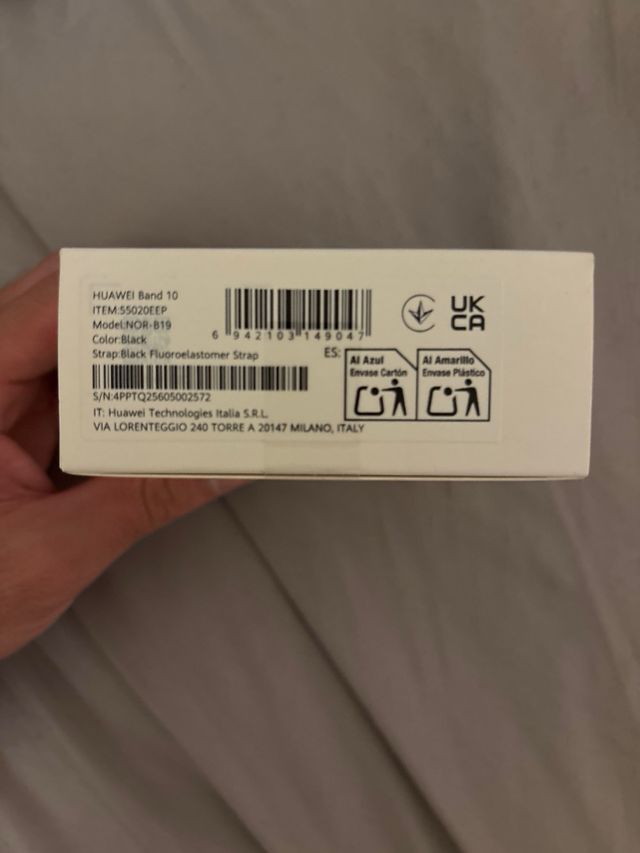 HUAWEI Band 10
ITEM:55020EEP
Model:NOR-B19
Color:Black
Strap:Black Fluoroelastomer Strap
S/N:4PPTQ25605002572
IT: Huawei Technologies Italia S.R.L.
VIA LORENTEGGIO 240 TORRE A 20147 MILANO, ITALY
6 942103 149047
ES:
Al Azul
Envase Cartón
Al Amarillo
Envase Plástico
UK
CA